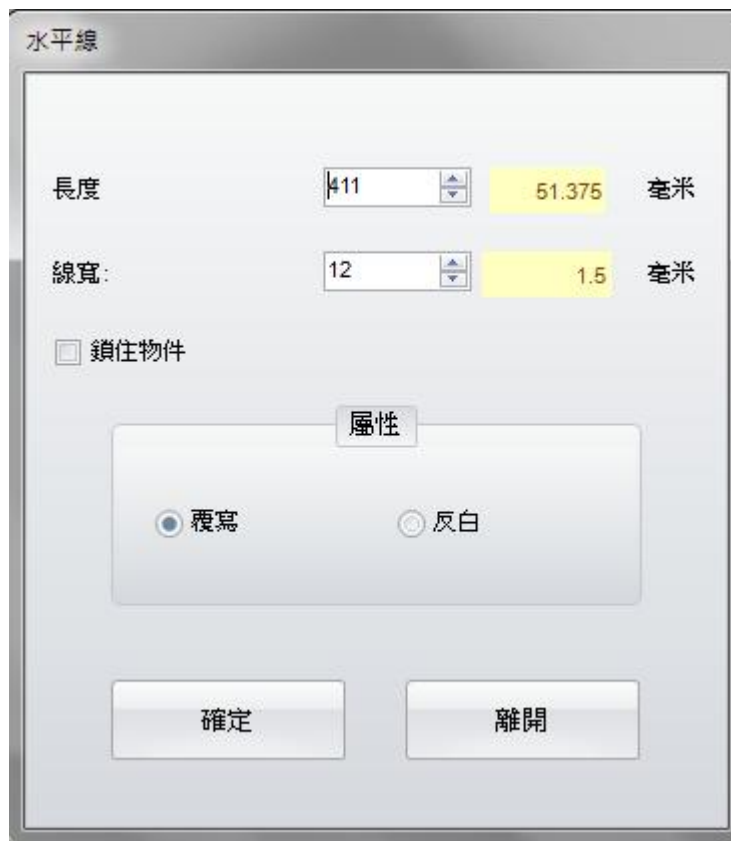 水平線
長度 411 51.375 毫米
線寬: 12 1.5 毫米
鎖住物件
屬性
覆寫 反白
確定 離開